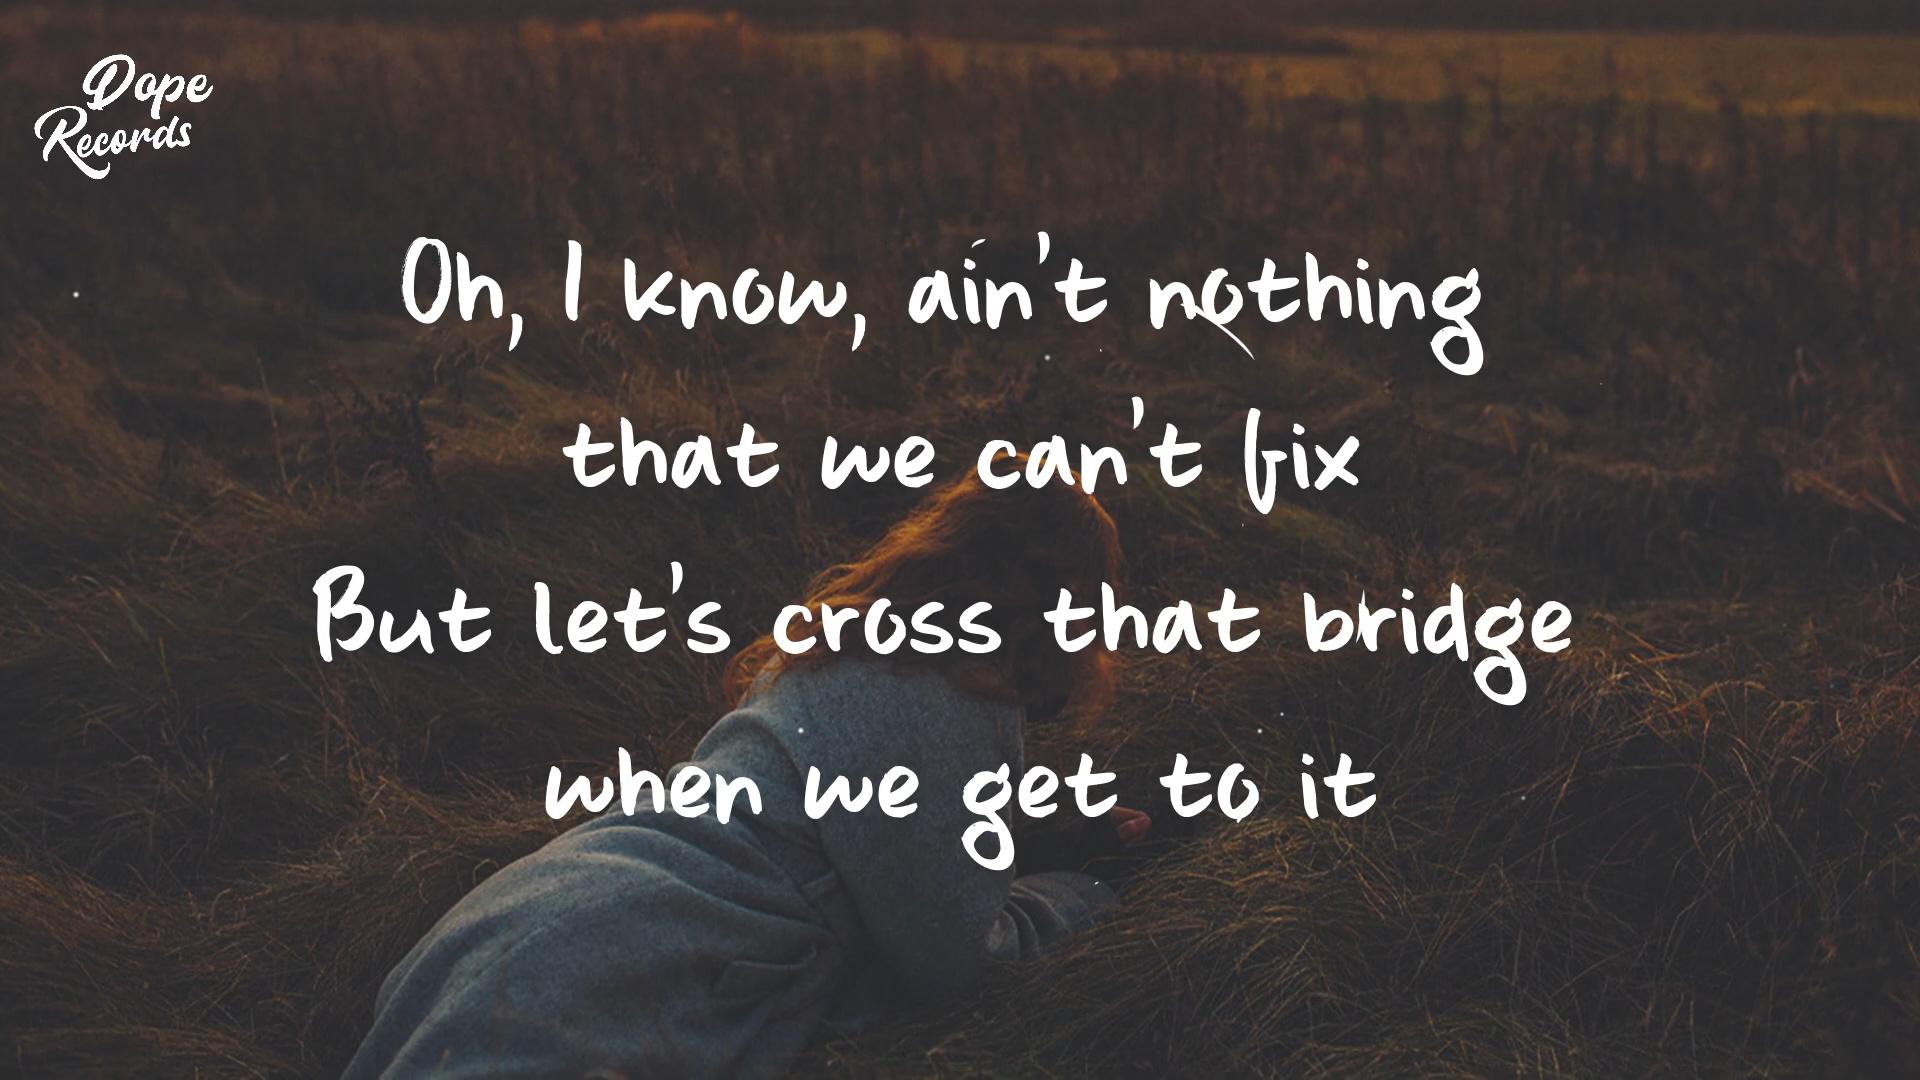 Dope
Records
Oh, I know, ain't nothing
that we can't fix
But let's cross that bridge
when we get to it